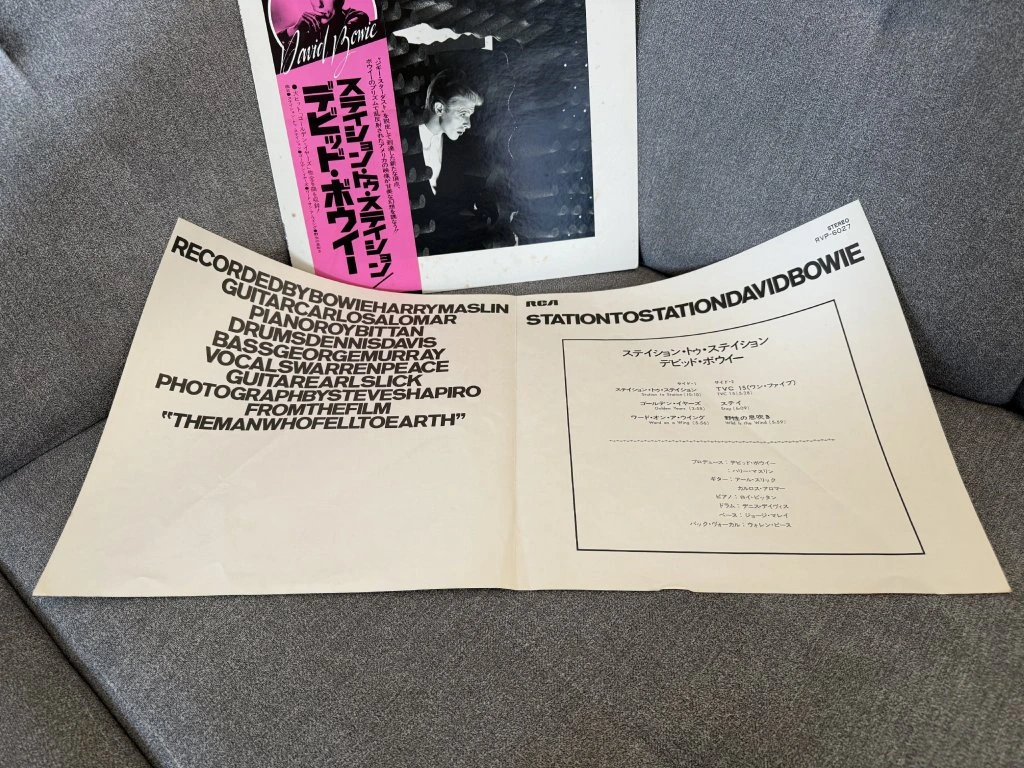 David Bowie
ステイション・トゥ・ステイション/
デビッド・ボウイー
RECORDEDBYBOWIEHARRYMASLIN
GUITARCARLOSALOMAR
PIANOROYBITTAN
DRUMSDENNISDAVIS
BASSGEORGEMURRAY
VOCALSWARRENPEACE
GUITAREARLSLICK
PHOTOGRAPHBYSTEVESHAPIRO
FROMTHEFILM
“THEMANWHOFELLTOEARTH”
STEREO
RVP-6027
RCA
STATIONTOSTATIONDAVIDBOWIE
ステイション・トゥ・ステイション
デビッド・ボウイー
サイド・1
ステイション・トゥ・ステイション
Station to Station (10:10)
ゴールデン・イヤーズ
Golden Years (3:58)
ワード・オン・ア・ウイング
Word on a Wing (5:56)
サイド・2
TVC 15(ワン・ファイブ)
TVC 15 (5:28)
ステイ
Stay (6:09)
野性の息吹き
Wild is the Wind (5:59)
プロデュース：デビッド・ボウイー
：ハリー・マスリン
ギター：アール・スリック
カルロス・アロマー
ピアノ：ロイ・ビッタン
ドラム：デニス・デイヴィス
ベース：ジョージ・マレイ
バック・ヴォーカル：ウォレン・ピース